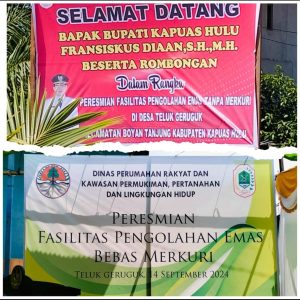 SELAMAT DATANG
BAPAK BUPATI KAPUAS HULU
FRANSISKUS DIAAN,S.H.,M.H.
BESERTA ROMBONGAN
Dalam Rangka
PERESMIAN FASILITAS PENGOLAHAN EMAS TANPA MERKURI
DI DESA TELUK GERUGUK
KECAMATAN BOYAN TANJUNG KABUPATEN KAPUAS HULU
DINAS PERUMAHAN RAKYAT DAN
KAWASAN PERMUKIMAN, PERTANAHAN
DAN LINGKUNGAN HIDUP
PERESMIAN
FASILITAS PENGOLAHAN EMAS
BEBAS MERKURI
TELUK GERUGUK, 14 SEPTEMBER 2024